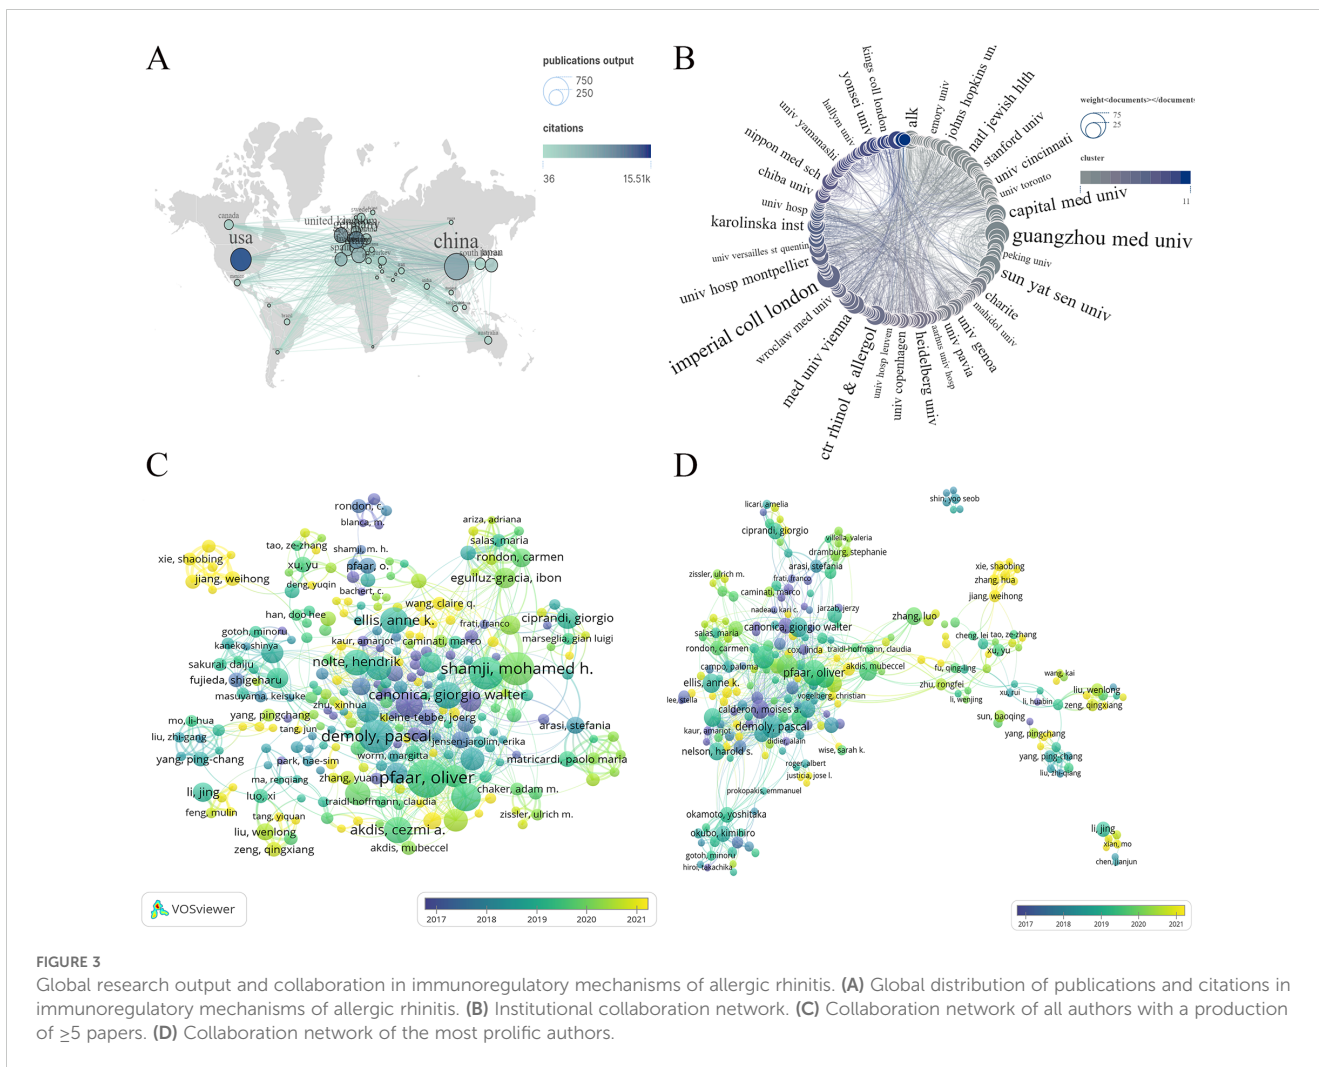 A
publications output
750
250
citations
36
15.51k
canada
usa
united kingdom
china
south korea
japan
spain
brazil
australia
B
weight<documents></document
75
25
cluster
11
alk
emory univ
johns hopkins un.
natl jewish hlth
stanford univ
univ cincinnati
univ toronto
capital med univ
guangzhou med univ
peking univ
sun yat sen univ
charite
mahidol univ
univ genoa
univ pavia
aarhus univ hosp
heidelberg univ
univ copenhagen
univ hosp leuven
ctr rhinol & allergol
med univ vienna
wroclaw med univ
imperial coll london
univ hosp montpellier
univ versailles st quentin
karolinska inst
univ hosp
chiba univ
nippon med sch
univ yamanashi
hallym univ
yonsei univ
kings coll london
C
rondon, c.
blanca, m.
ariza, adriana
salas, maria
rondon, carmen
eguiluz-gracia, ibon
tao, ze-zhang
shamji, m. h.
xu, yu
pfaar, o.
deng, yuqin
bachert, c.
xie, shaobing
jiang, weihong
wang, claire q.
han, doo hee
ellis, anne k.
frati, franco
ciprandi, giorgio
marseglia, gian luigi
gotoh, minoru
kaneko, shinya
kaur, amarjot
caminati, marco
sakurai, daiju
nolte, hendrik
shamji, mohamed h.
fujieda, shigeharu
masuyama, keisuke
canonica, giorgio walter
zhu, xinhua
yang, pingchang
kleine-tebbe, joerg
mo, li-hua
tang, jun
arasi, stefania
liu, zhi-gang
demoly, pascal
jensen-jarolim, erika
yang, ping-chang
park, hae-sim
worm, margitta
matricardi, paolo maria
ma, renqiang
zhang, yuan
pfaar, oliver
li, jing
luo, xi
chaker, adam m.
traidl-hoffmann, claudia
feng, mulin
tang, yiquan
zissler, ulrich m.
liu, wenlong
akdis, cezmi a.
zeng, qingxiang
akdis, mubeccel
VOSviewer
2017
2018
2019
2020
2021
D
shin, yoo seob
licari, amelia
ciprandi, giorgio
villella, valeria
dramburg, stephanie
arasi, stefania
zissler, ulrich m.
frati, franco
caminati, marco
xie, shaobing
zhang, hua
jiang, weihong
nadeau, kari c.
jarzab, jerzy
zhang, luo
salas, maria
canonica, giorgio walter
cheng, lei
tao, ze-zhang
rondon, carmen
cox, linda
traidl-hoffmann, claudia
xu, yu
campo, paloma
pfaar, oliver
akdis, mubeccel
fu, qing-ling
wang, kai
ellis, anne k.
zhu, rongfei
xu, rui
liu, wenlong
lee, stella
vogelberg, christian
li, wenjing
li, huabin
zeng, qingxiang
calderon, moises a.
sun, baoqing
kaur, amarjot
demoly, pascal
yang, pingchang
didier, alain
nelson, harold s.
wise, sarah k.
yang, ping-chang
roger, albert
liu, zhi-qiang
justicia, jose l.
prokopakis, emmanuel
okamoto, yoshitaka
okubo, kimihiro
li, jing
xian, mo
gotoh, minoru
chen, jianjun
hiroi, takachika
2017
2018
2019
2020
2021
FIGURE 3
Global research output and collaboration in immunoregulatory mechanisms of allergic rhinitis. (A) Global distribution of publications and citations in
immunoregulatory mechanisms of allergic rhinitis. (B) Institutional collaboration network. (C) Collaboration network of all authors with a production
of ≥5 papers. (D) Collaboration network of the most prolific authors.